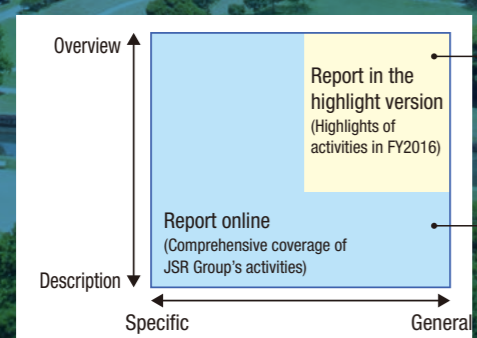 Overview
Report in the
highlight version
(Highlights of
activities in FY2016)
Report online
(Comprehensive coverage of
JSR Group's activities)
Description
Specific
General